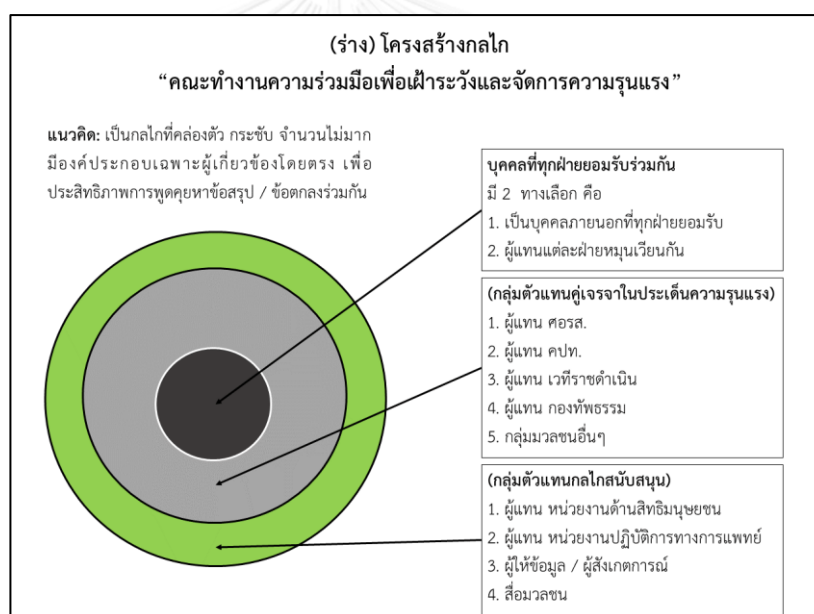 (ร่าง) โครงสร้างกลไก
“คณะทำงานความร่วมมือเพื่อเฝ้าระวังและจัดการความรุนแรง”
แนวคิด: เป็นกลไกที่คล่องตัว กระชับ จำนวนไม่มาก
มีองค์ประกอบเฉพาะผู้เกี่ยวข้องโดยตรง เพื่อ
ประสิทธิภาพการพูดคุยหาข้อสรุป / ข้อตกลงร่วมกัน
บุคคลที่ทุกฝ่ายยอมรับร่วมกัน
มี 2 ทางเลือก คือ
1. เป็นบุคคลภายนอกที่ทุกฝ่ายยอมรับ
2. ผู้แทนแต่ละฝ่ายหมุนเวียนกัน
(กลุ่มตัวแทนคู่เจรจาในประเด็นความรุนแรง)
1. ผู้แทน ศอรส.
2. ผู้แทน คปท.
3. ผู้แทน เวทีราชดำเนิน
4. ผู้แทน กองทัพธรรม
5. กลุ่มมวลชนอื่นๆ
(กลุ่มตัวแทนกลไกสนับสนุน)
1. ผู้แทน หน่วยงานด้านสิทธิมนุษยชน
2. ผู้แทน หน่วยงานปฏิบัติการทางการแพทย์
3. ผู้ให้ข้อมูล / ผู้สังเกตการณ์
4. สื่อมวลชน